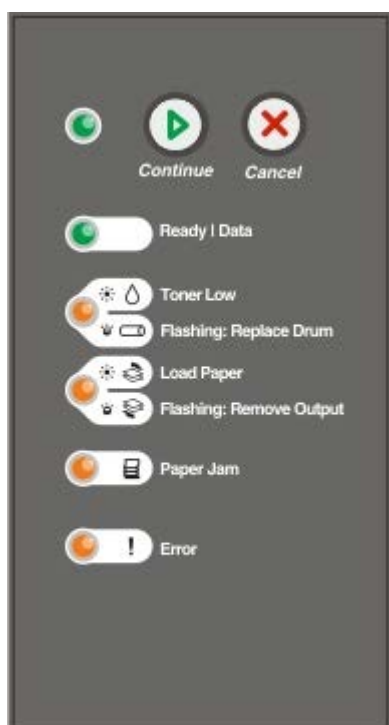 Continue Cancel
Ready | Data
Toner Low
Flashing: Replace Drum
Load Paper
Flashing: Remove Output
Paper Jam
! Error